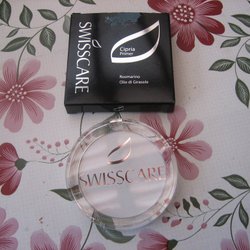 SWISSCARE
Cipria
Primer
Rosmarino
Olio di Girasole
SWISSCARE